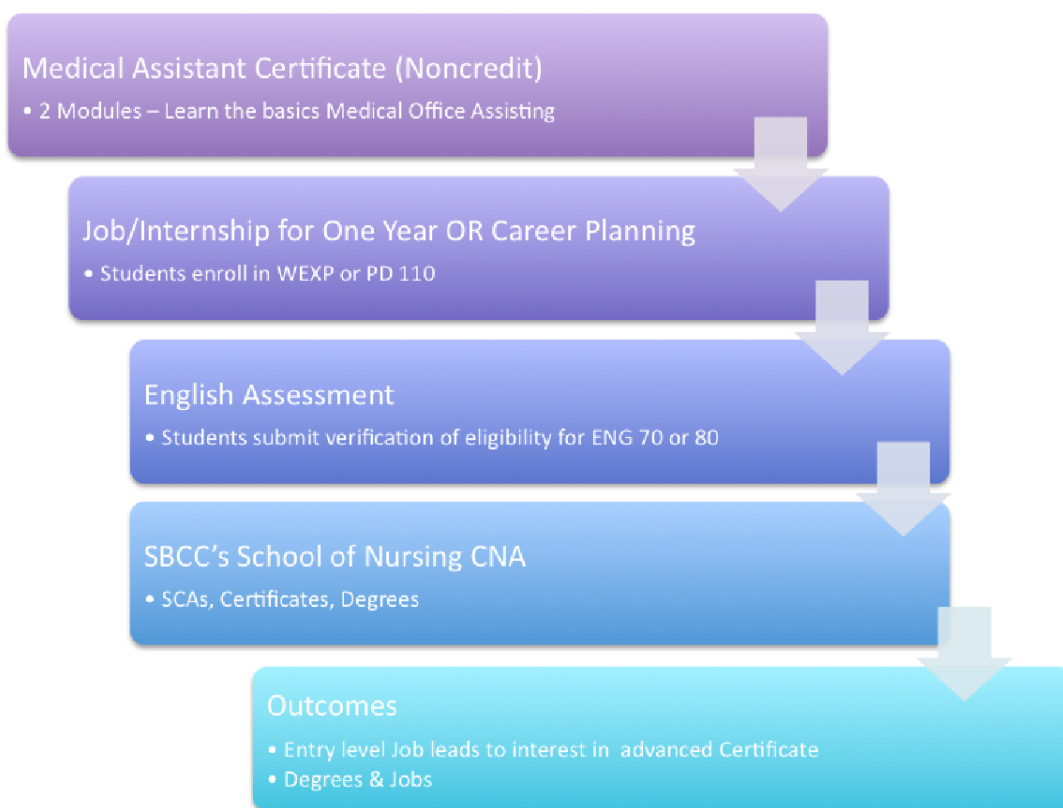 Medical Assistant Certificate (Noncredit)
• 2 Modules – Learn the basics Medical Office Assisting
Job/Internship for One Year OR Career Planning
• Students enroll in WEXP or PD 110
English Assessment
• Students submit verification of eligibility for ENG 70 or 80
SBCC’s School of Nursing CNA
• SCAs, Certificates, Degrees
Outcomes
• Entry level Job leads to interest in advanced Certificate
• Degrees & Jobs